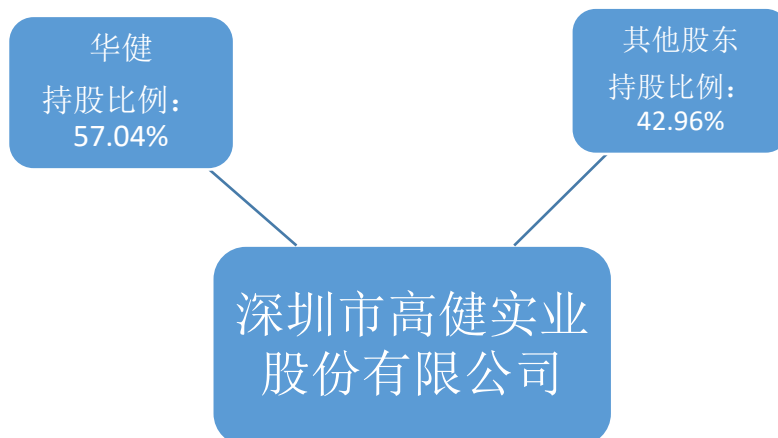 华健
持股比例：
57.04%
其他股东
持股比例：
42.96%
深圳市高健实业
股份有限公司